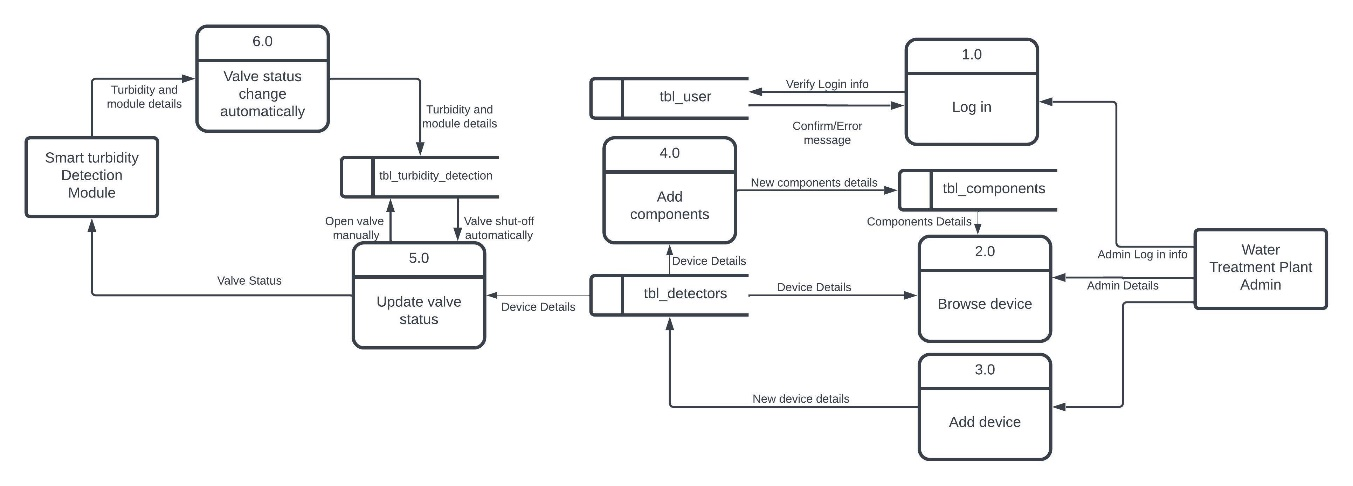 6.0
Valve status
change
automatically
Turbidity and
module details
Turbidity and
module details
Smart turbidity
Detection
Module
tbl_turbidity_detection
Open valve
manually
Valve shut-off
automatically
5.0
Update valve
status
Valve Status
Device Details
tbl_user
Verify Login info
Confirm/Error
message
1.0
Log in
4.0
Add
components
New components details
tbl_components
Components Details
Device Details
tbl_detectors
Device Details
2.0
Browse device
Admin Log in info
Admin Details
Water
Treatment Plant
Admin
3.0
Add device
New device details